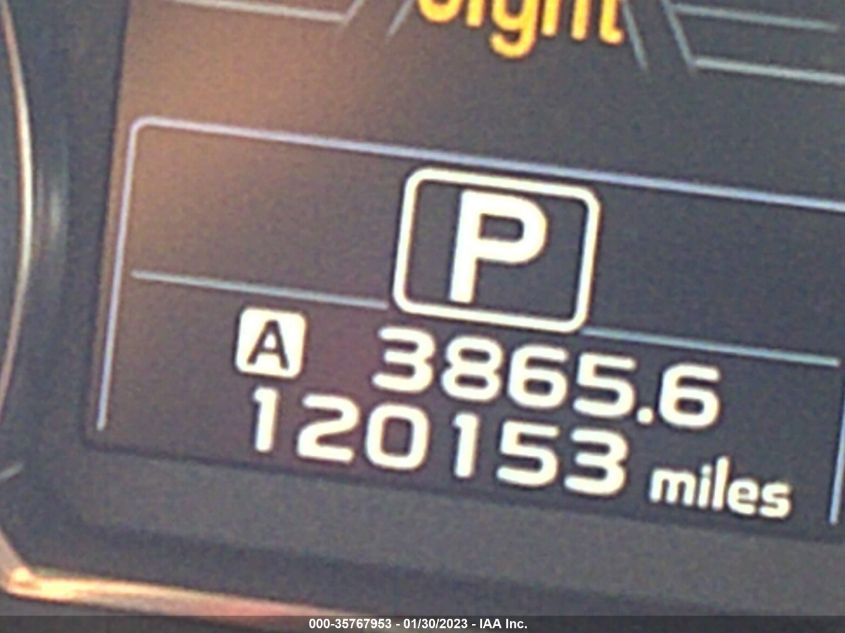 P
A 3865.6
120153 miles
000-35767953 - 01/30/2023 - IAA Inc.